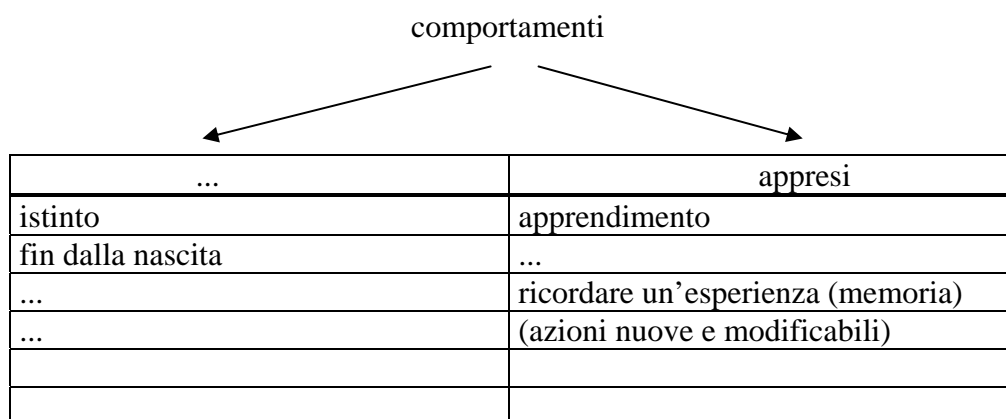 comportamenti
... appresi
istinto apprendimento
fin dalla nascita ...
... ricordare un’esperienza (memoria)
... (azioni nuove e modificabili)